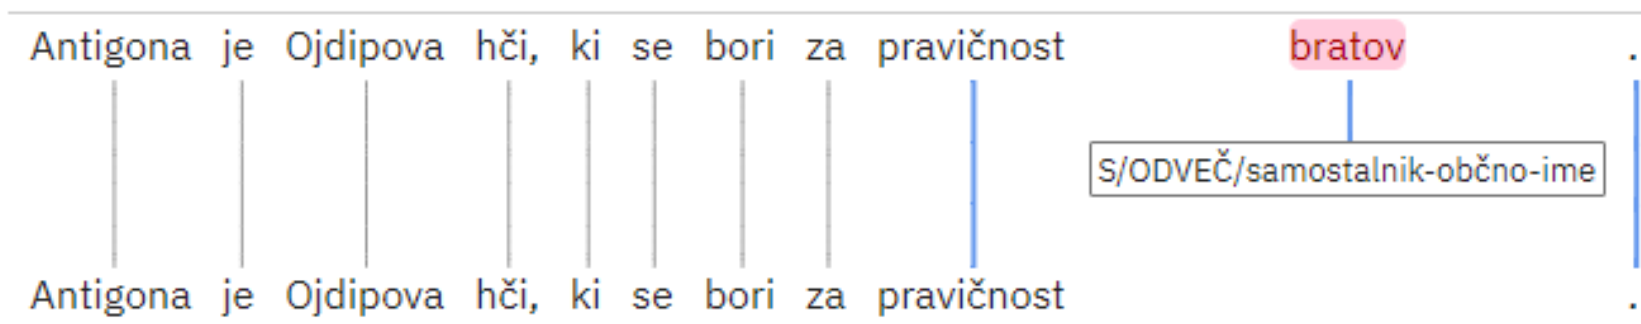 Antigona je Ojdipova hči, ki se bori za pravičnost bratov .
S/ODVEČ/samostalnik-občno-ime
Antigona je Ojdipova hči, ki se bori za pravičnost .